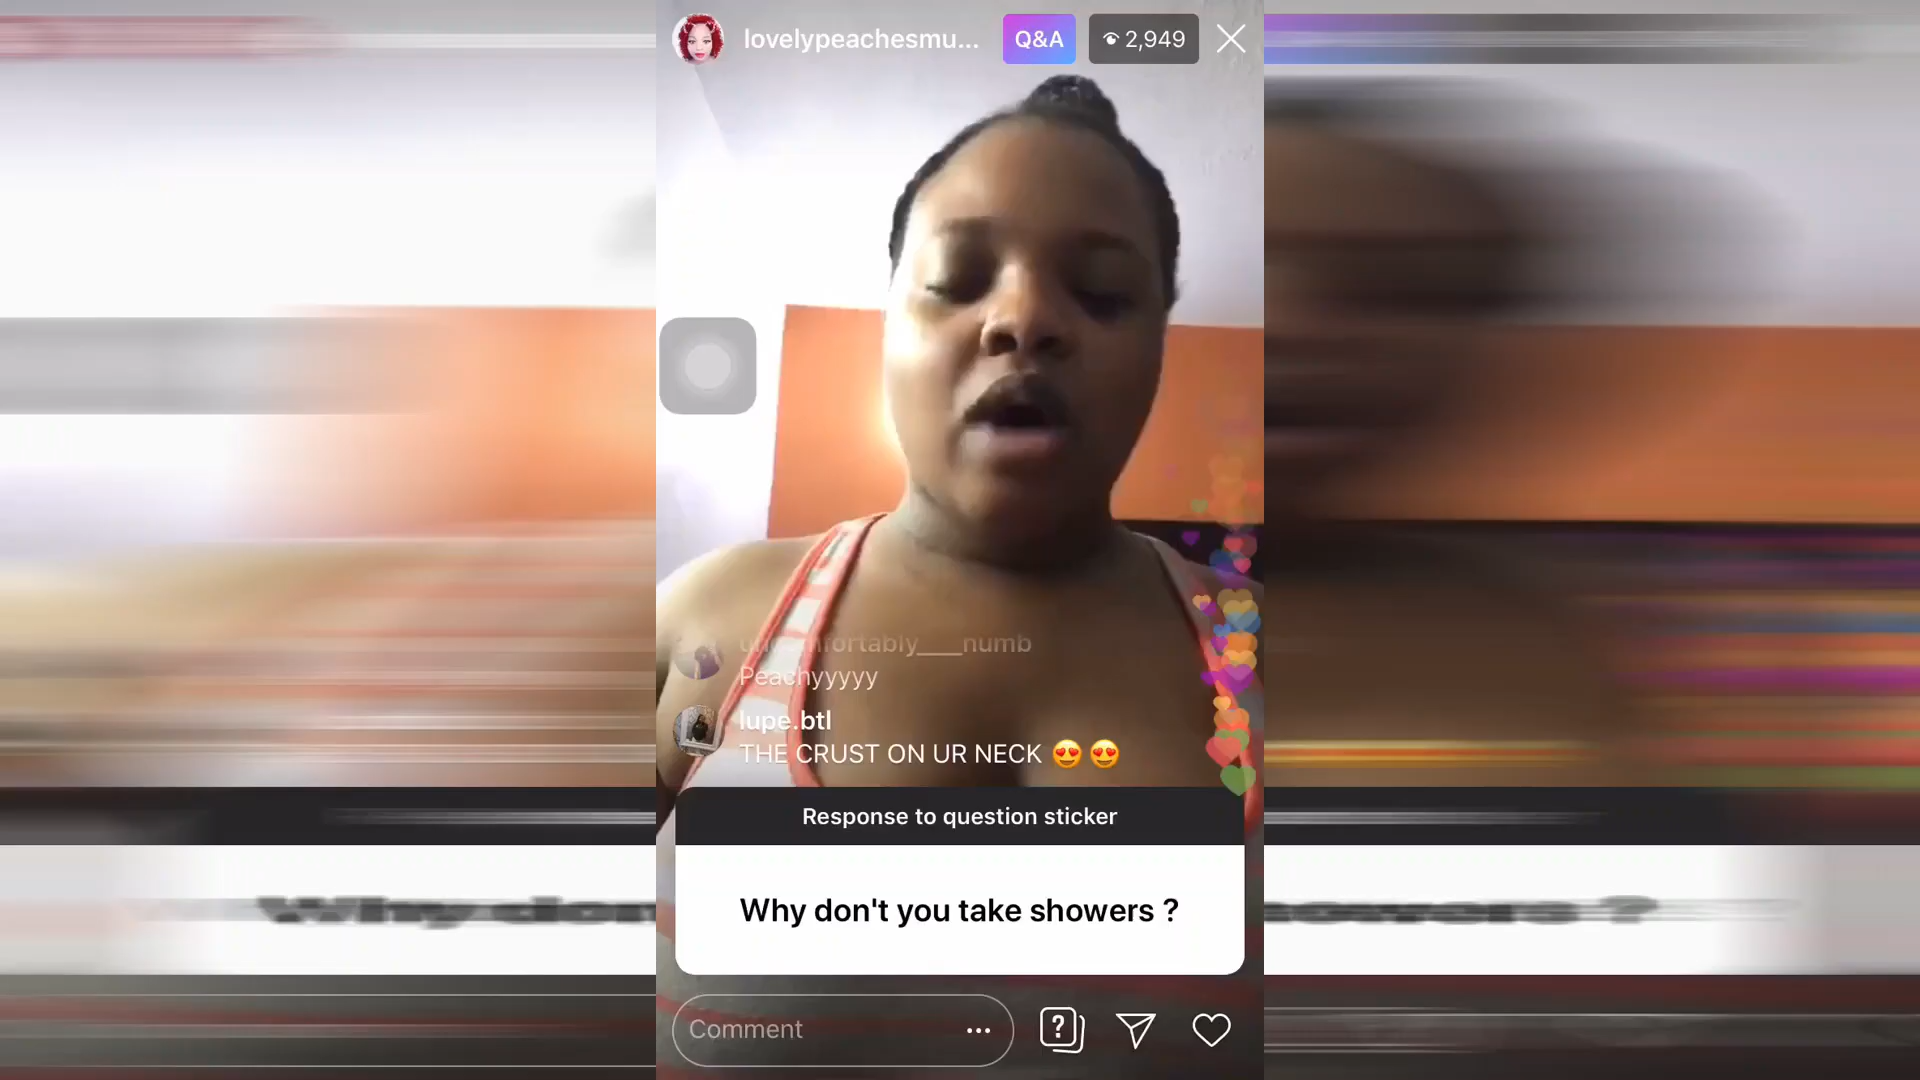 lovelypeachesmu...
Q&A
2,949
uncomfortably___numb
Peachyyyyy
lupe.btl
THE CRUST ON UR NECK 😍 😍
Response to question sticker
Why don't you take showers ?
Comment